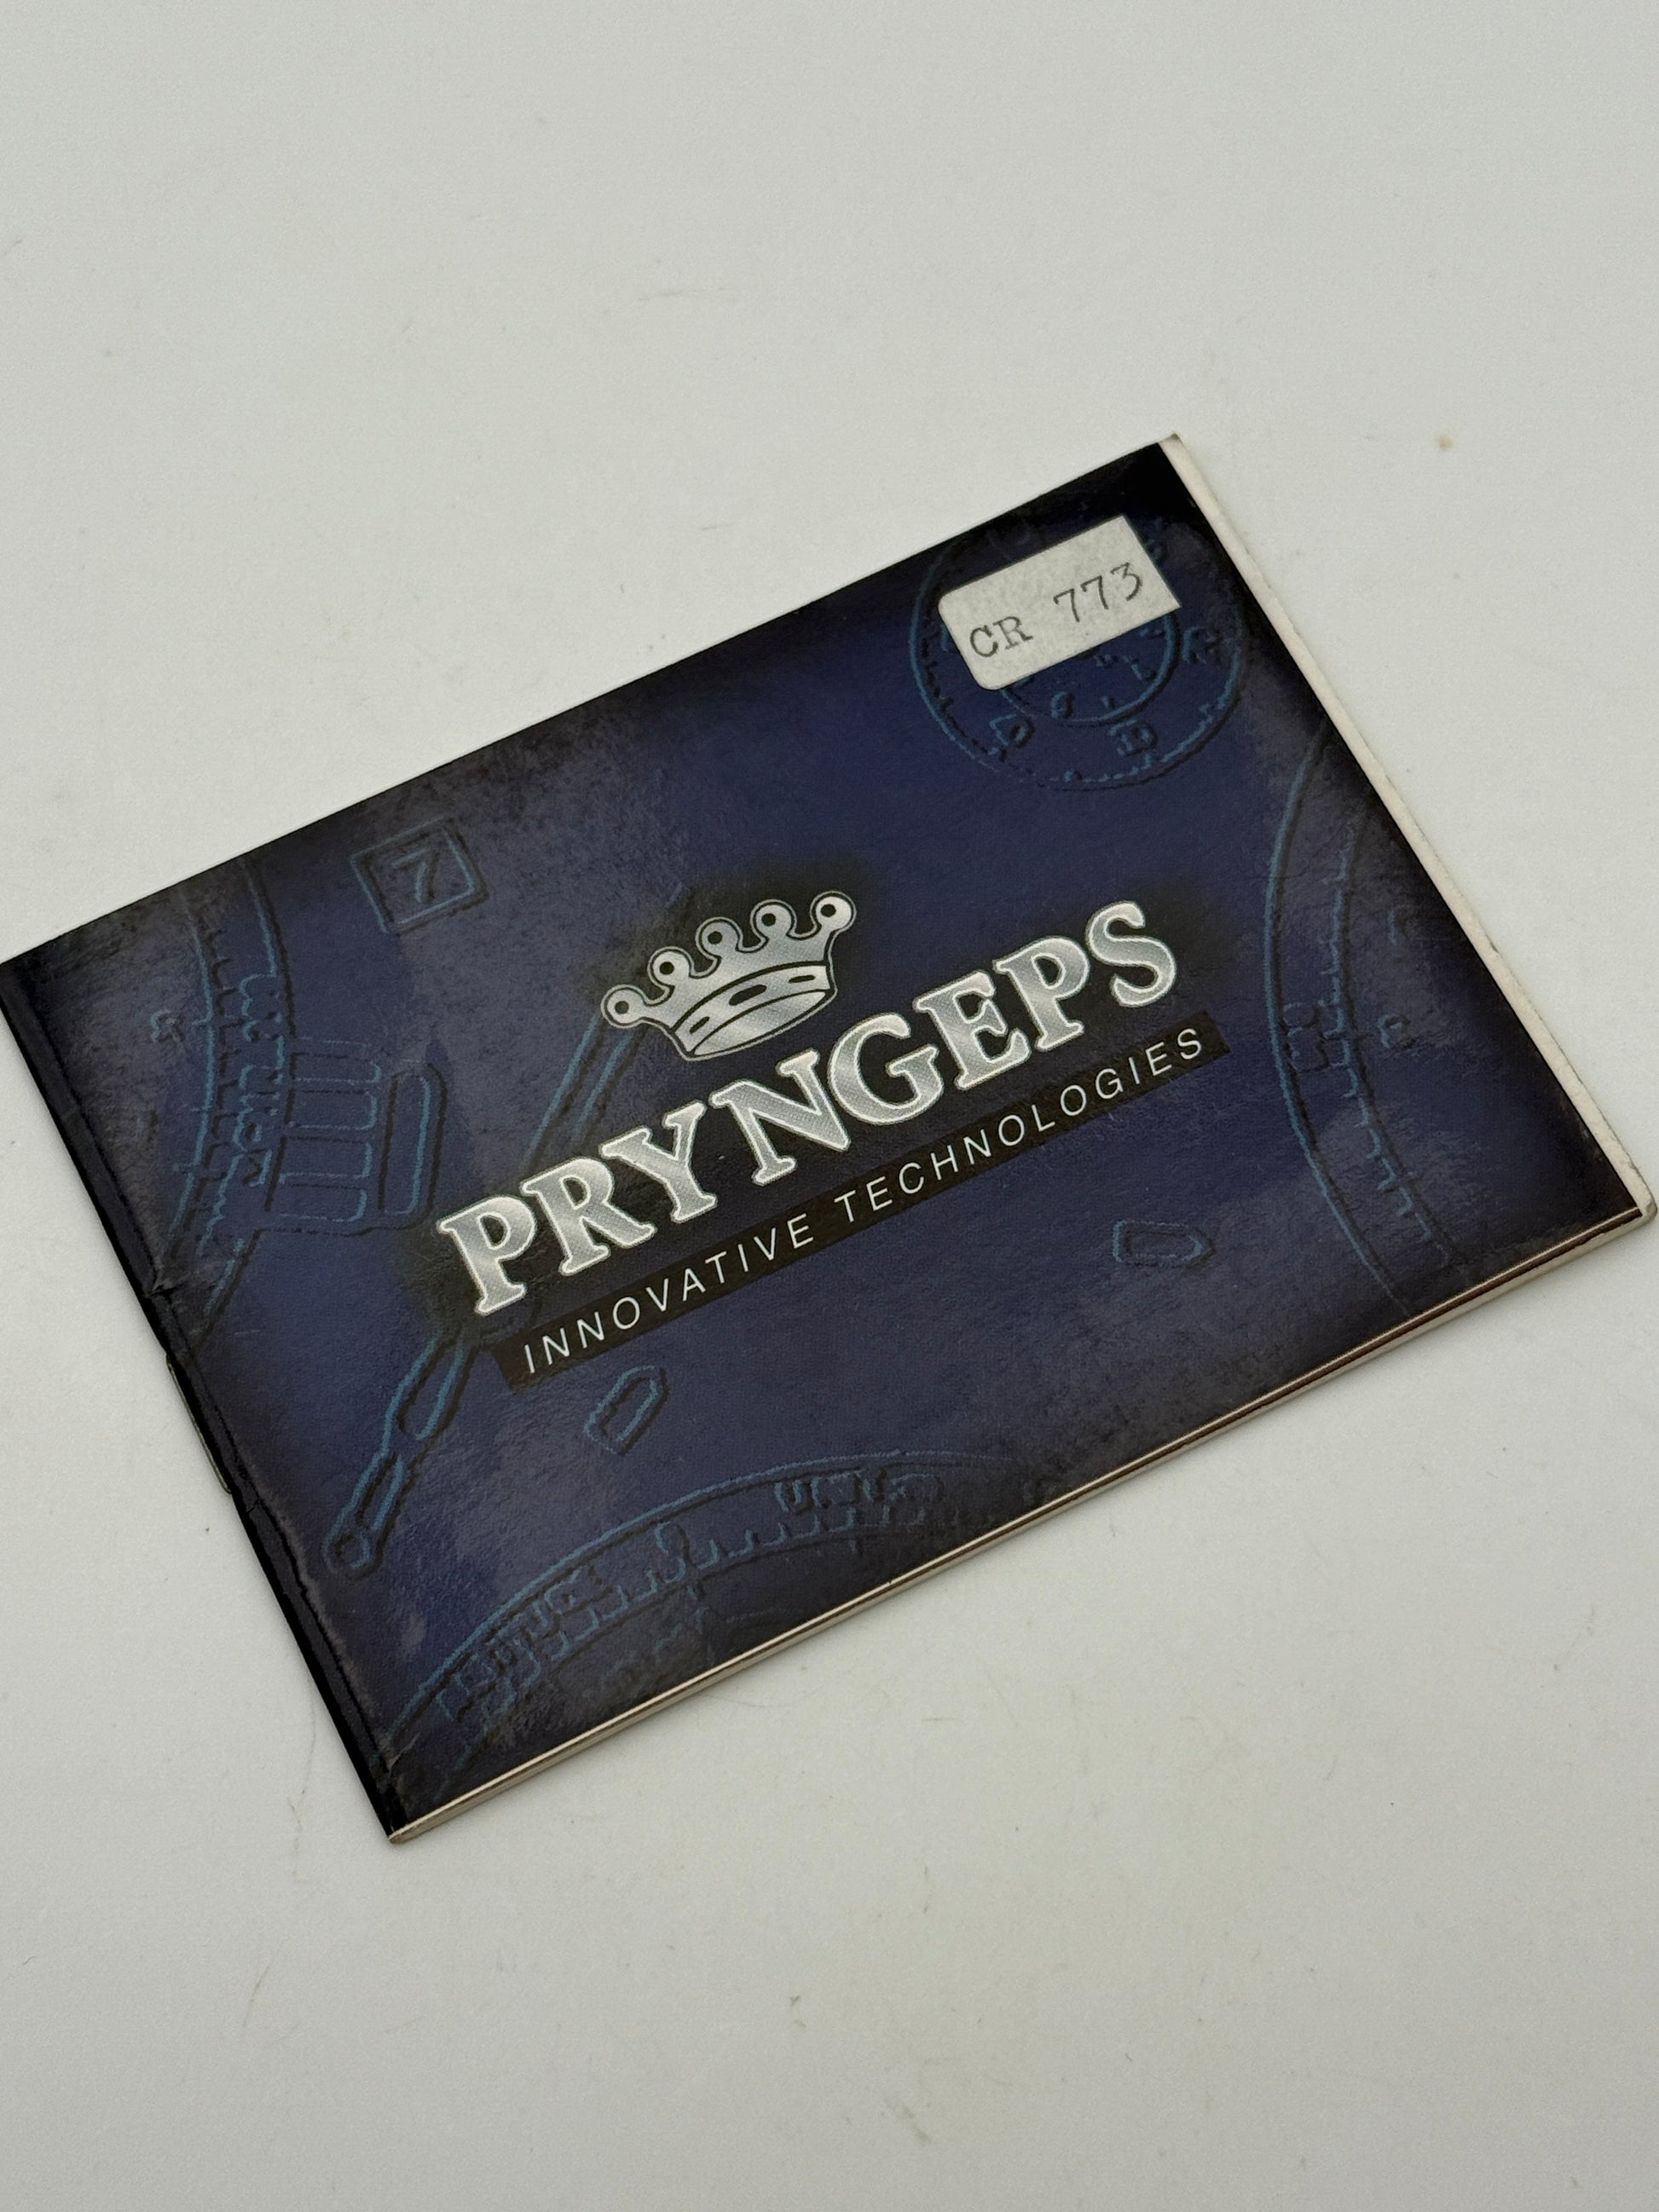 CR 773
7
PRYNGEPS
INNOVATIVE TECHNOLOGIES